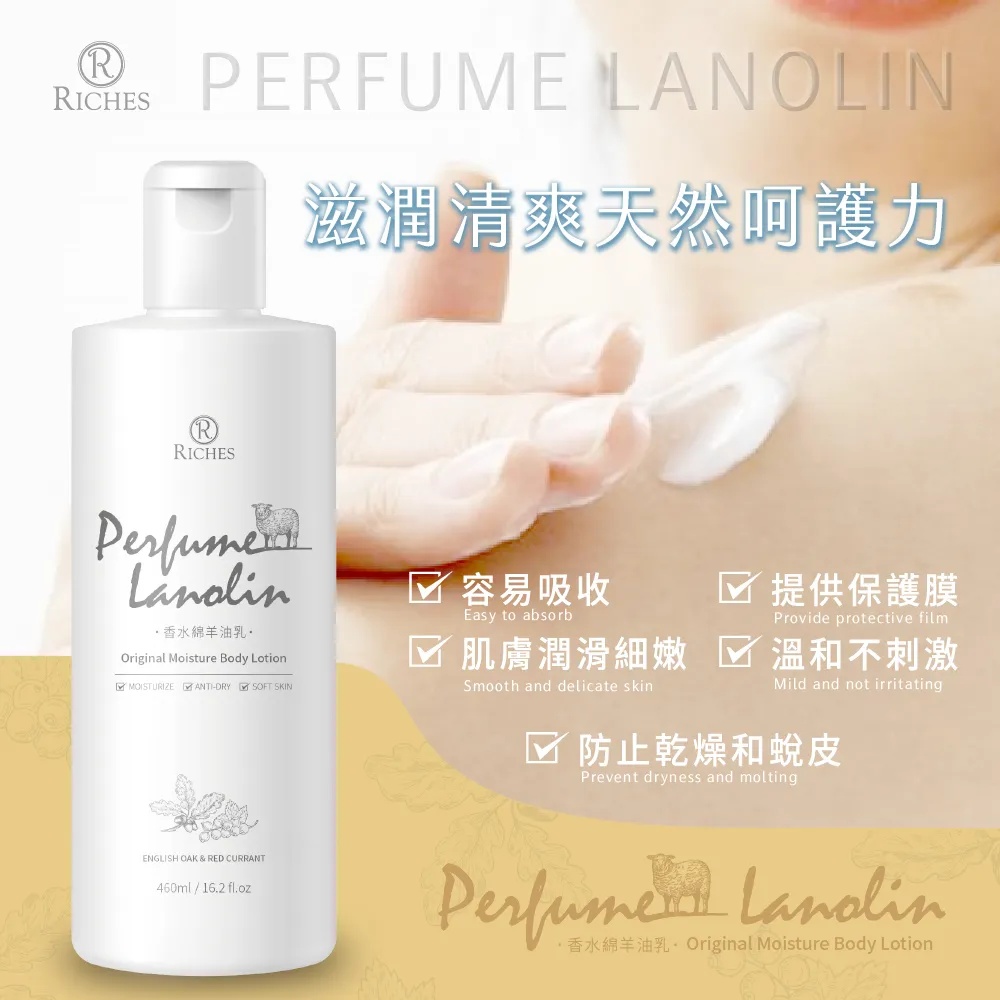 R
RICHES
PERFUME LANOLIN
滋潤清爽天然呵護力
R
RICHES
Perfume
Lanolin
·香水綿羊油乳·
Original Moisture Body Lotion
MOISTURIZE ANTI-DRY SOFT SKIN
ENGLISH OAK & RED CURRANT
460ml / 16.2 fl.oz
容易吸收
Easy to absorb
提供保護膜
Provide protective film
肌膚潤滑細嫩
Smooth and delicate skin
溫和不刺激
Mild and not irritating
防止乾燥和蛻皮
Prevent dryness and molting
Perfume Lanolin
·香水綿羊油乳· Original Moisture Body Lotion